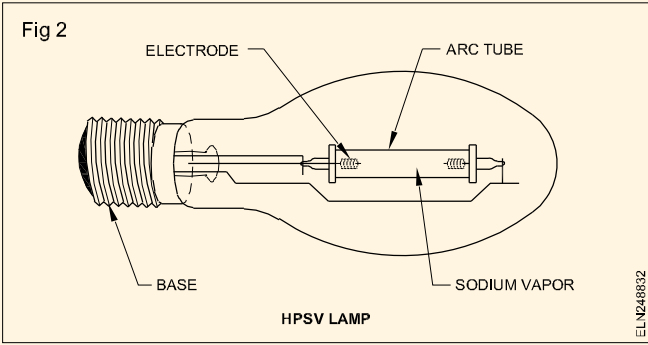 Fig 2
ELECTRODE
ARC TUBE
BASE
SODIUM VAPOR
HPSV LAMP
ELN248832